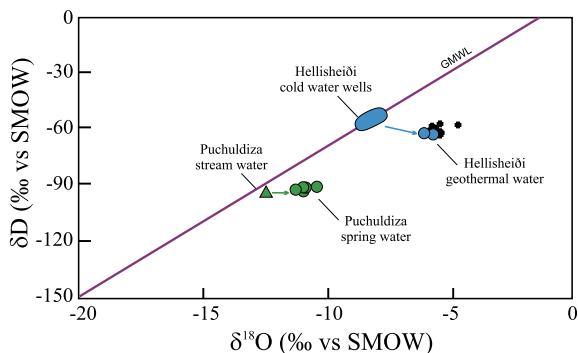 0
-30
-60
-90
-120
-150
δD (‰ vs SMOW)
GMWL
Hellisheiði
cold water wells
Puchuldiza
stream water
Hellisheiði
geothermal water
Puchuldiza
spring water
-20
-15
-10
-5
0
δ¹⁸O (‰ vs SMOW)